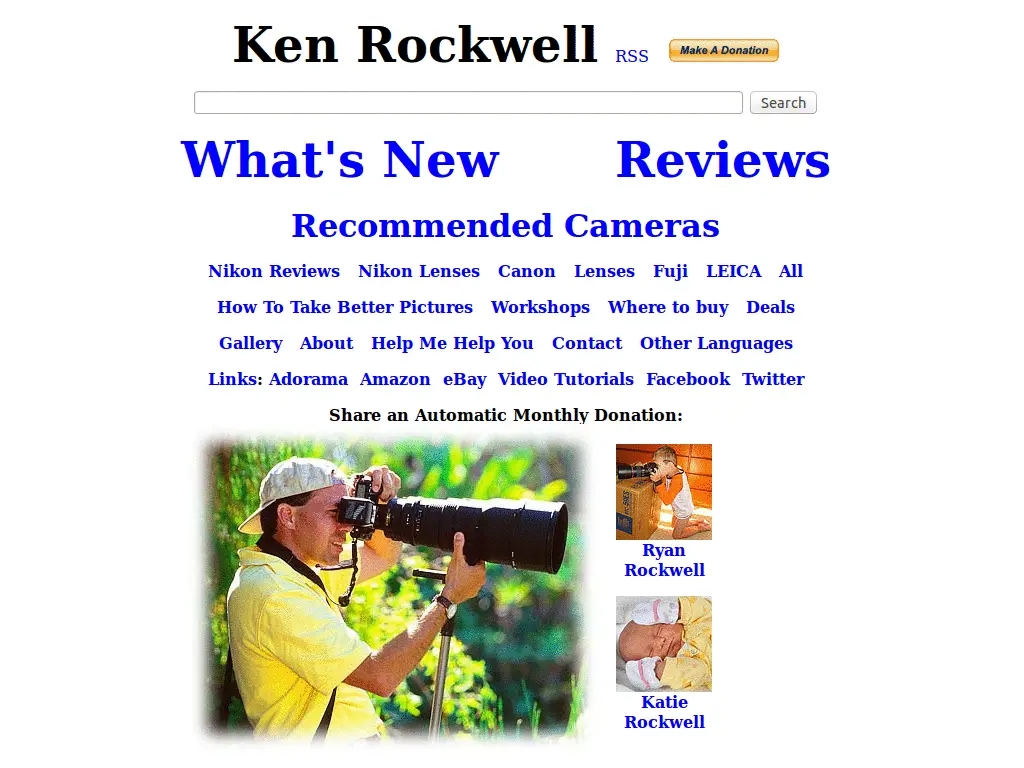 Ken Rockwell RSS Make A Donation
Search
What's New Reviews
Recommended Cameras
Nikon Reviews Nikon Lenses Canon Lenses Fuji LEICA All
How To Take Better Pictures Workshops Where to buy Deals
Gallery About Help Me Help You Contact Other Languages
Links: Adorama Amazon eBay Video Tutorials Facebook Twitter
Share an Automatic Monthly Donation:
Ryan
Rockwell
Katie
Rockwell